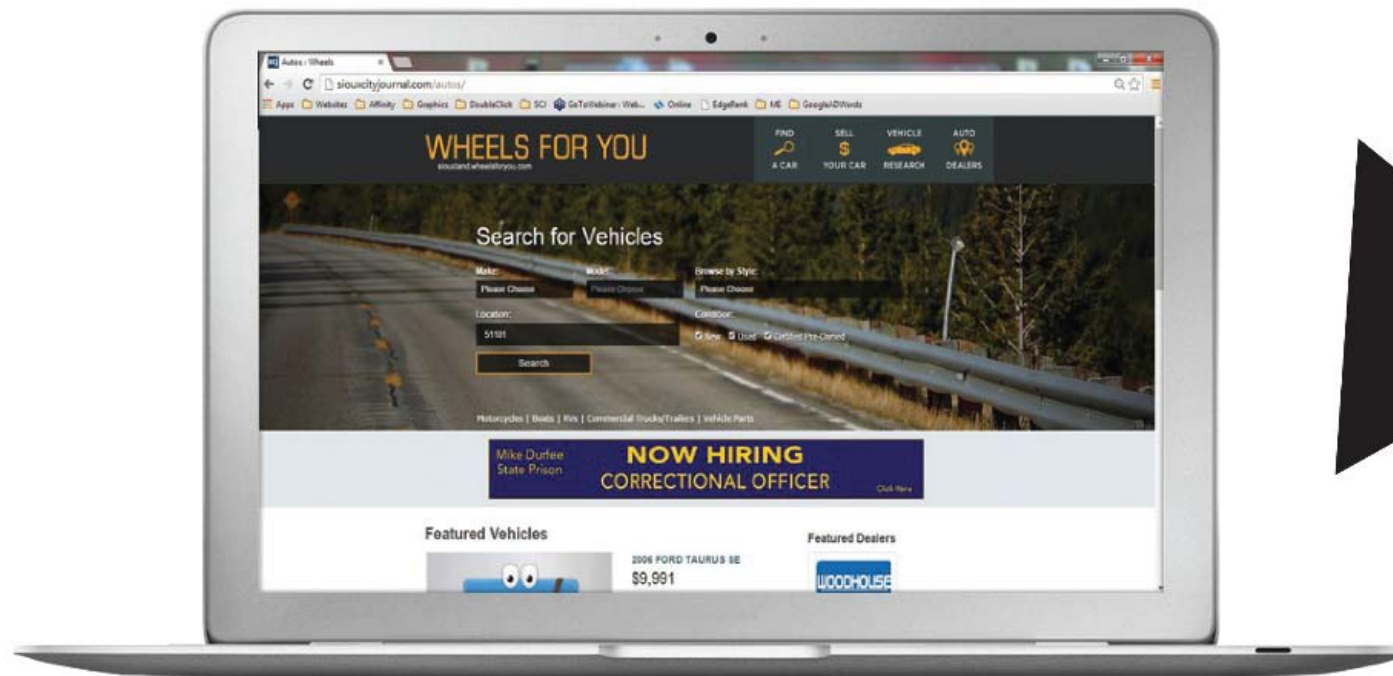 Autos : Wheels
siouxcityjournal.com/autos/
Apps Websites Affinity Graphics DoubleClick SCI GoToWebinar: Web... Online EdgeRank ME GoogleADWords
WHEELS FOR YOU
siouxland.wheelsforyou.com
FIND
A CAR
SELL
$
YOUR CAR
VEHICLE
RESEARCH
AUTO
DEALERS
Search for Vehicles
Make: Model: Browse by Style:
Please Choose Please Choose Please Choose
Location: Condition:
51101 New Used Certified Pre-Owned
Search
Motorcycles | Boats | RVs | Commercial Trucks/Trailers | Vehicle Parts
Mike Durfee
State Prison
NOW HIRING
CORRECTIONAL OFFICER
Click Here
Featured Vehicles
2006 FORD TAURUS SE
$9,991
Featured Dealers
WOODHOUSE